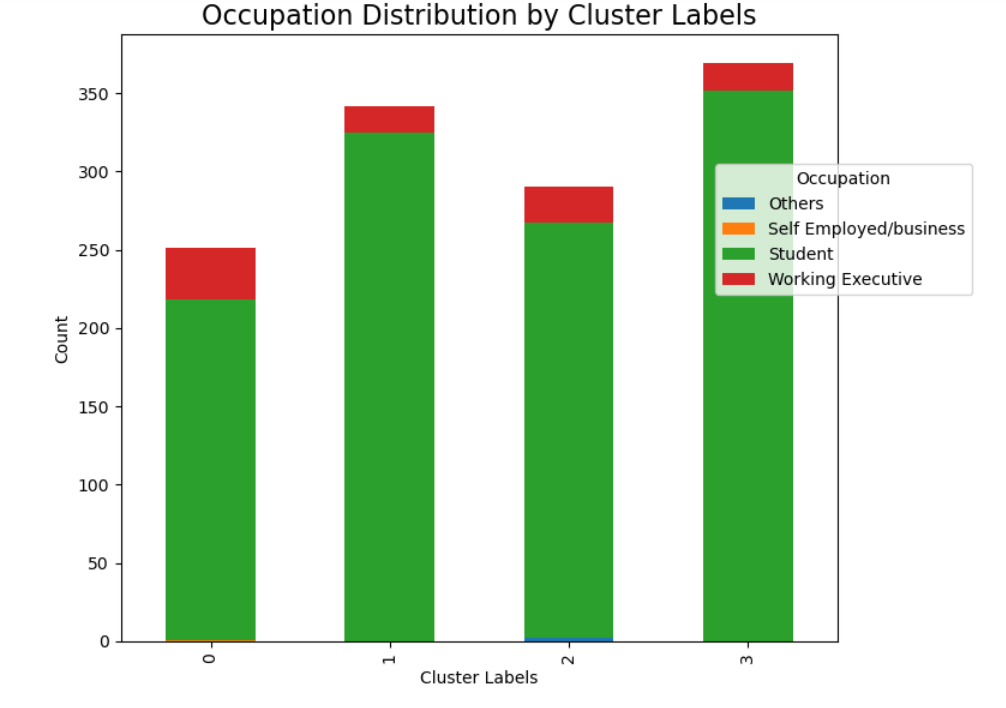 Occupation Distribution by Cluster Labels
350
300
250
200
150
100
50
0
Count
0
1
2
3
Cluster Labels
Occupation
Others
Self Employed/business
Student
Working Executive